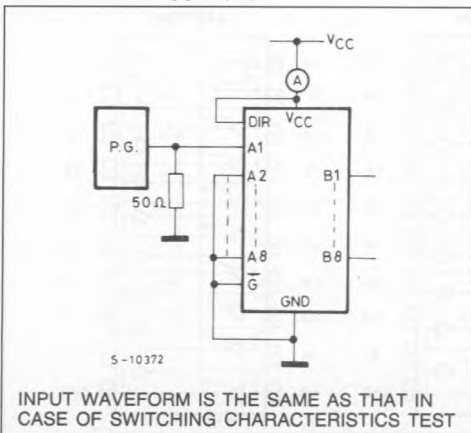 VCC
A
DIR
VCC
P.G.
A1
A2
B1
50Ω
A8
B8
G̅
GND
S-10372
INPUT WAVEFORM IS THE SAME AS THAT IN
CASE OF SWITCHING CHARACTERISTICS TEST